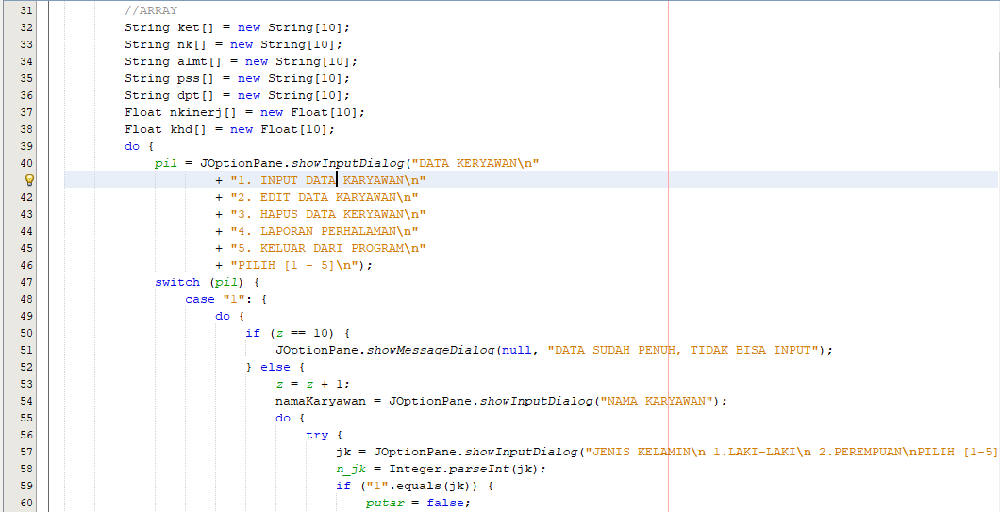 31 //ARRAY
32 String ket[] = new String[10];
33 String nk[] = new String[10];
34 String almt[] = new String[10];
35 String pss[] = new String[10];
36 String dpt[] = new String[10];
37 Float nkinerj[] = new Float[10];
38 Float khd[] = new Float[10];
39 do {
40 pil = JOptionPane.showInputDialog("DATA KERYAWAN\n"
+ "1. INPUT DATA KARYAWAN\n"
42 + "2. EDIT DATA KARYAWAN\n"
43 + "3. HAPUS DATA KERYAWAN\n"
44 + "4. LAPORAN PERHALAMAN\n"
45 + "5. KELUAR DARI PROGRAM\n"
46 + "PILIH [1 - 5]\n");
47 switch (pil) {
48 case "1": {
49 do {
50 if (z == 10) {
51 JOptionPane.showMessageDialog(null, "DATA SUDAH PENUH, TIDAK BISA INPUT");
52 } else {
53 z = z + 1;
54 namaKaryawan = JOptionPane.showInputDialog("NAMA KARYAWAN");
55 do {
56 try {
57 jk = JOptionPane.showInputDialog("JENIS KELAMIN\n 1.LAKI-LAKI\n 2.PEREMPUAN\nPILIH [1-5]
58 n_jk = Integer.parseInt(jk);
59 if ("1".equals(jk)) {
60 putar = false;